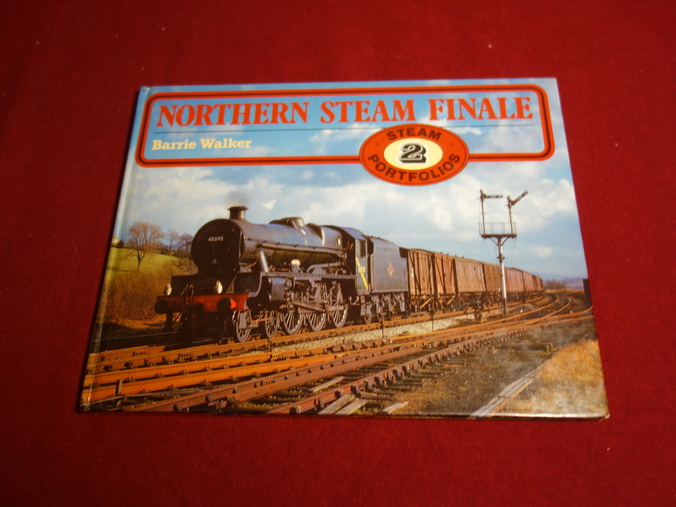 NORTHERN STEAM FINALE
Barrie Walker
STEAM
2
PORTFOLIOS